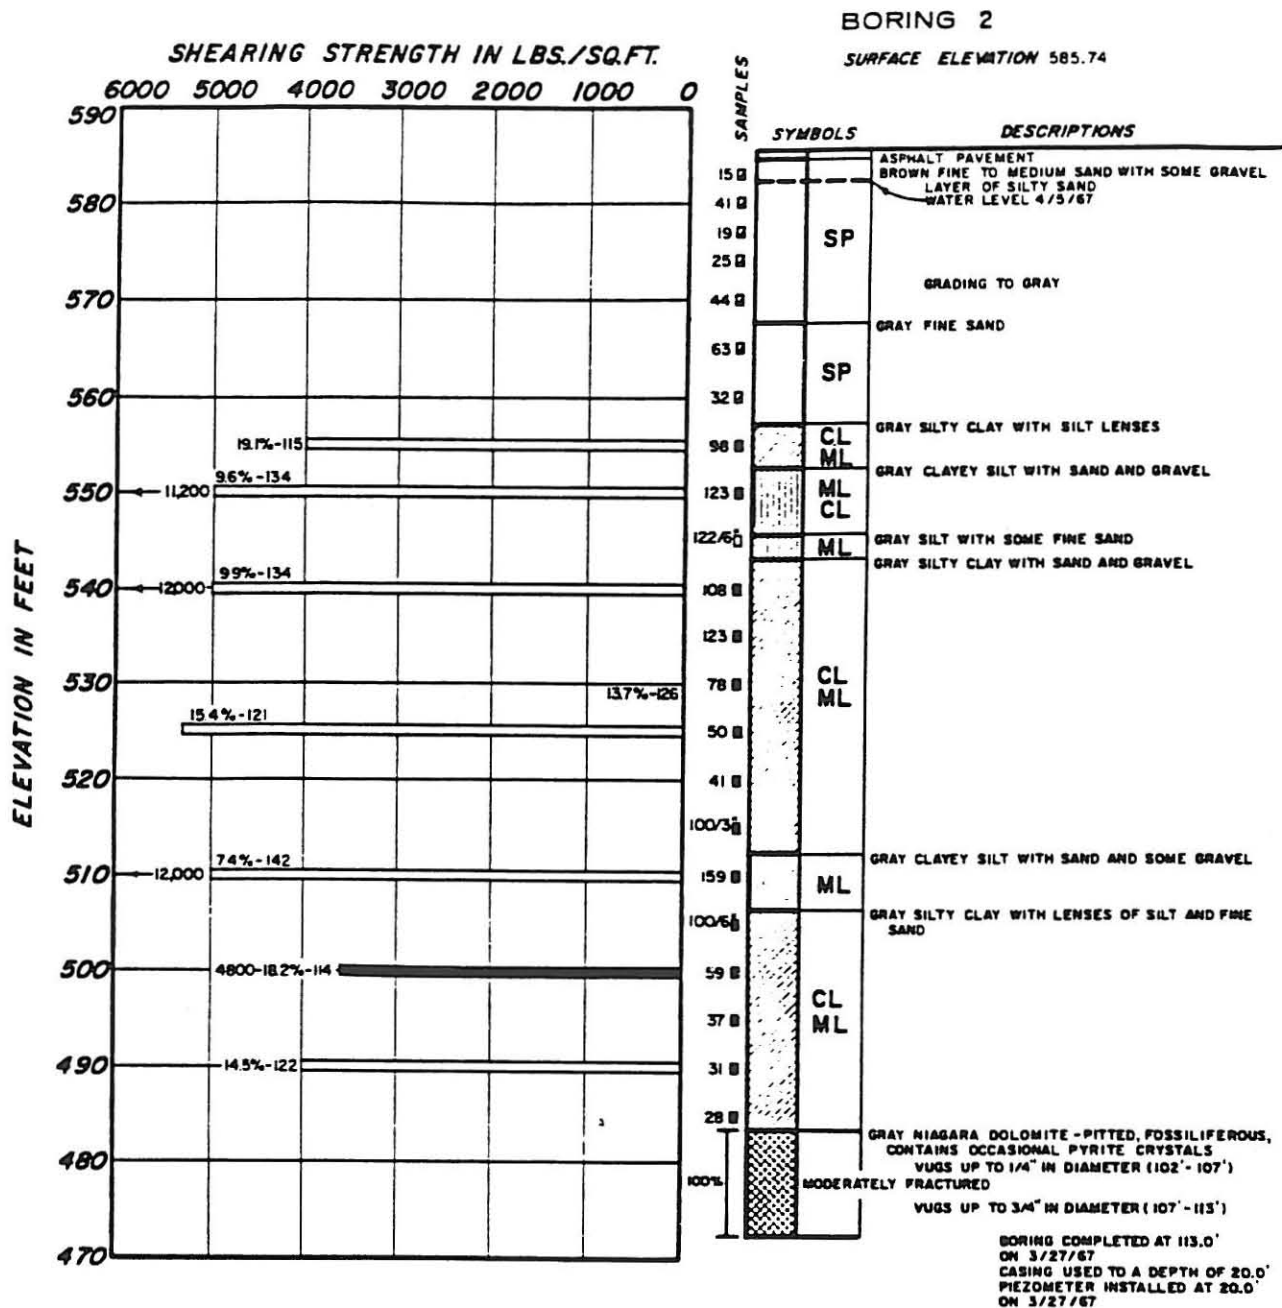 BORING 2
SURFACE ELEVATION 585.74
SHEARING STRENGTH IN LBS./SQ.FT.
6000 5000 4000 3000 2000 1000 0
SAMPLES
SYMBOLS
DESCRIPTIONS
ELEVATION IN FEET
590
580
570
560
550
540
530
520
510
500
490
480
470
19.1%-115
9.6%-134
11,200
9.9%-134
12000
13.7%-126
15.4%-121
7.4%-142
12,000
4800-18.2%-114
14.5%-122
15
41
19
25
44
63
32
98
123
122/6"
108
123
78
50
41
100/3"
159
100/6"
59
37
31
28
100%
SP
SP
CL
ML
ML
CL
ML
CL
ML
ML
CL
ML
ASPHALT PAVEMENT
BROWN FINE TO MEDIUM SAND WITH SOME GRAVEL
LAYER OF SILTY SAND
WATER LEVEL 4/5/67
GRADING TO GRAY
GRAY FINE SAND
GRAY SILTY CLAY WITH SILT LENSES
GRAY CLAYEY SILT WITH SAND AND GRAVEL
GRAY SILT WITH SOME FINE SAND
GRAY SILTY CLAY WITH SAND AND GRAVEL
GRAY CLAYEY SILT WITH SAND AND SOME GRAVEL
GRAY SILTY CLAY WITH LENSES OF SILT AND FINE
SAND
GRAY NIAGARA DOLOMITE - PITTED, FOSSILIFEROUS,
CONTAINS OCCASIONAL PYRITE CRYSTALS
VUGS UP TO 1/4" IN DIAMETER (102'-107')
MODERATELY FRACTURED
VUGS UP TO 3/4" IN DIAMETER (107'-113')
BORING COMPLETED AT 113.0'
ON 3/27/67
CASING USED TO A DEPTH OF 20.0'
PIEZOMETER INSTALLED AT 20.0'
ON 3/27/67